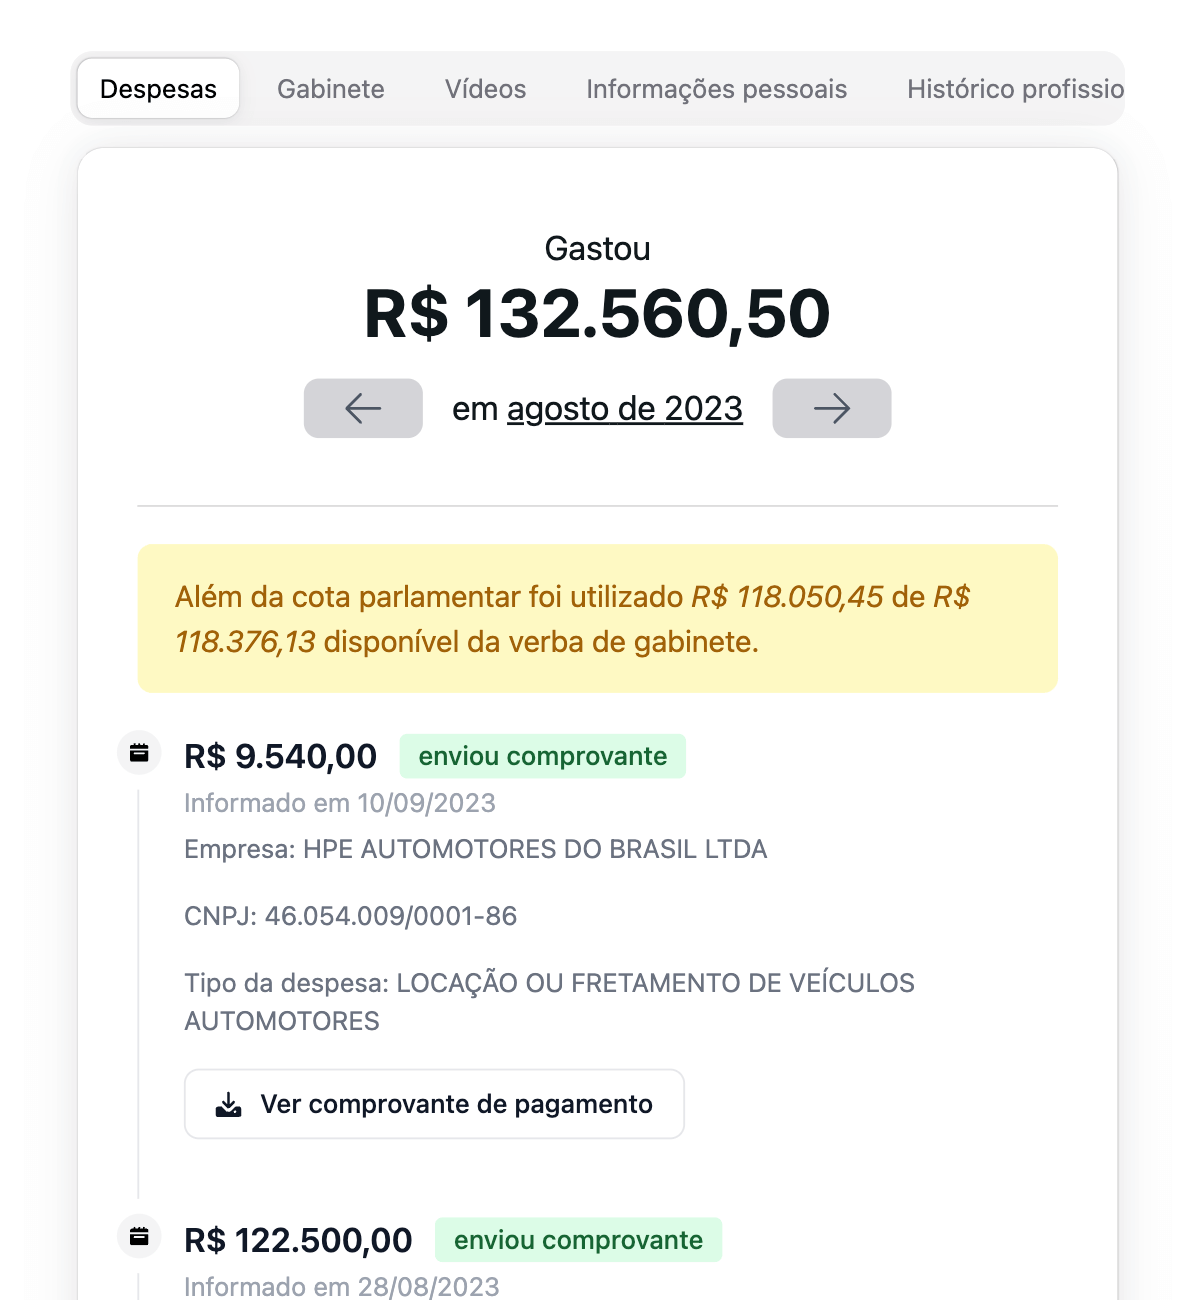 Despesas Gabinete Vídeos Informações pessoais Histórico profissio
Gastou
R$ 132.560,50
em agosto de 2023
Além da cota parlamentar foi utilizado R$ 118.050,45 de R$
118.376,13 disponível da verba de gabinete.
R$ 9.540,00 enviou comprovante
Informado em 10/09/2023
Empresa: HPE AUTOMOTORES DO BRASIL LTDA
CNPJ: 46.054.009/0001-86
Tipo da despesa: LOCAÇÃO OU FRETAMENTO DE VEÍCULOS
AUTOMOTORES
Ver comprovante de pagamento
R$ 122.500,00 enviou comprovante
Informado em 28/08/2023